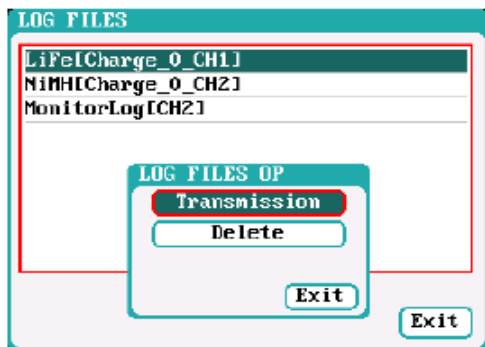 LOG FILES
LiFe[Charge_0_CH1]
NiMH[Charge_0_CH2]
MonitorLog[CH2]
LOG FILES OP
Transmission
Delete
Exit
Exit